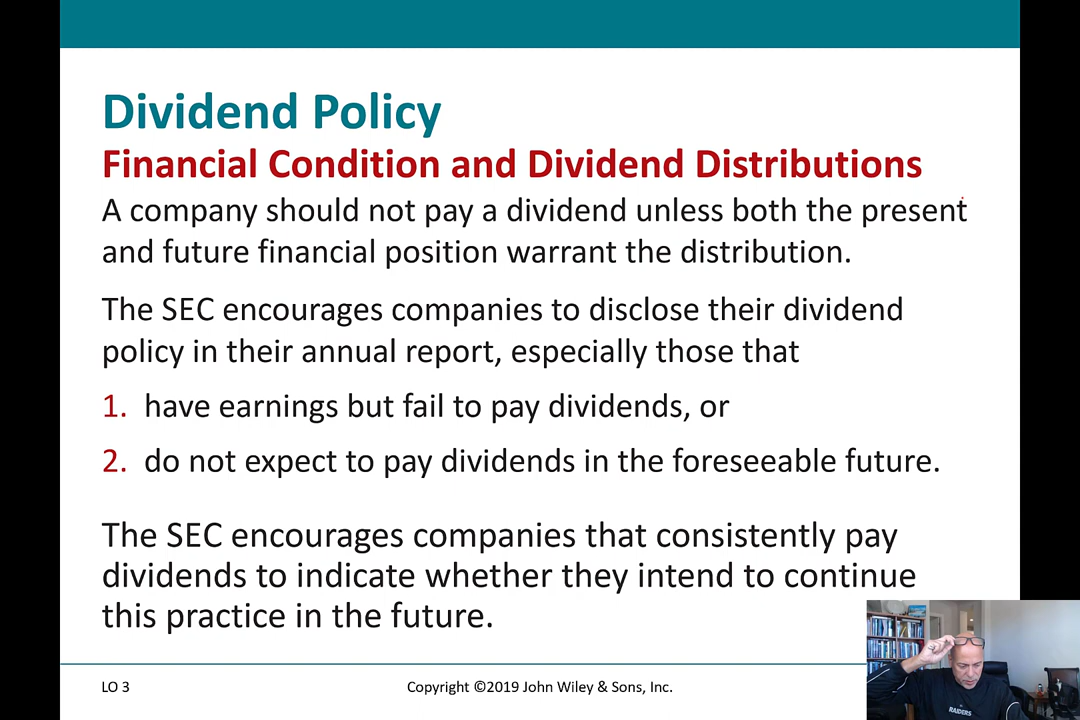 Dividend Policy
Financial Condition and Dividend Distributions
A company should not pay a dividend unless both the present
and future financial position warrant the distribution.
The SEC encourages companies to disclose their dividend
policy in their annual report, especially those that
1. have earnings but fail to pay dividends, or
2. do not expect to pay dividends in the foreseeable future.
The SEC encourages companies that consistently pay
dividends to indicate whether they intend to continue
this practice in the future.
LO 3
Copyright ©2019 John Wiley & Sons, Inc.
RAIDERS